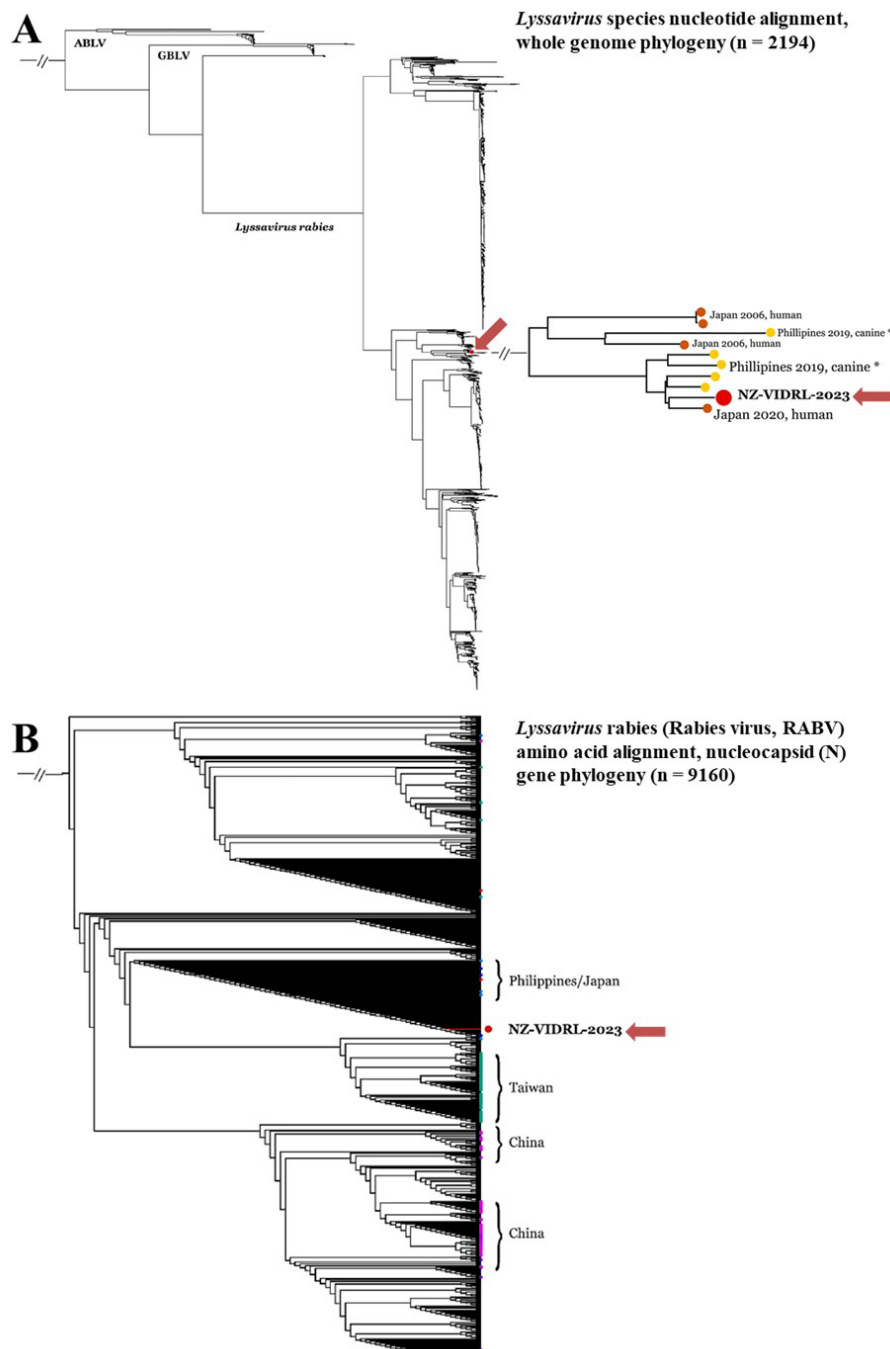 A
Lyssavirus species nucleotide alignment,
whole genome phylogeny (n = 2194)
ABLV
GBLV
Lyssavirus rabies
Japan 2006, human
Phillipines 2019, canine *
Japan 2006, human
Phillipines 2019, canine *
NZ-VIDRL-2023
Japan 2020, human
B
Lyssavirus rabies (Rabies virus, RABV)
amino acid alignment, nucleocapsid (N)
gene phylogeny (n = 9160)
Philippines/Japan
NZ-VIDRL-2023
Taiwan
China
China